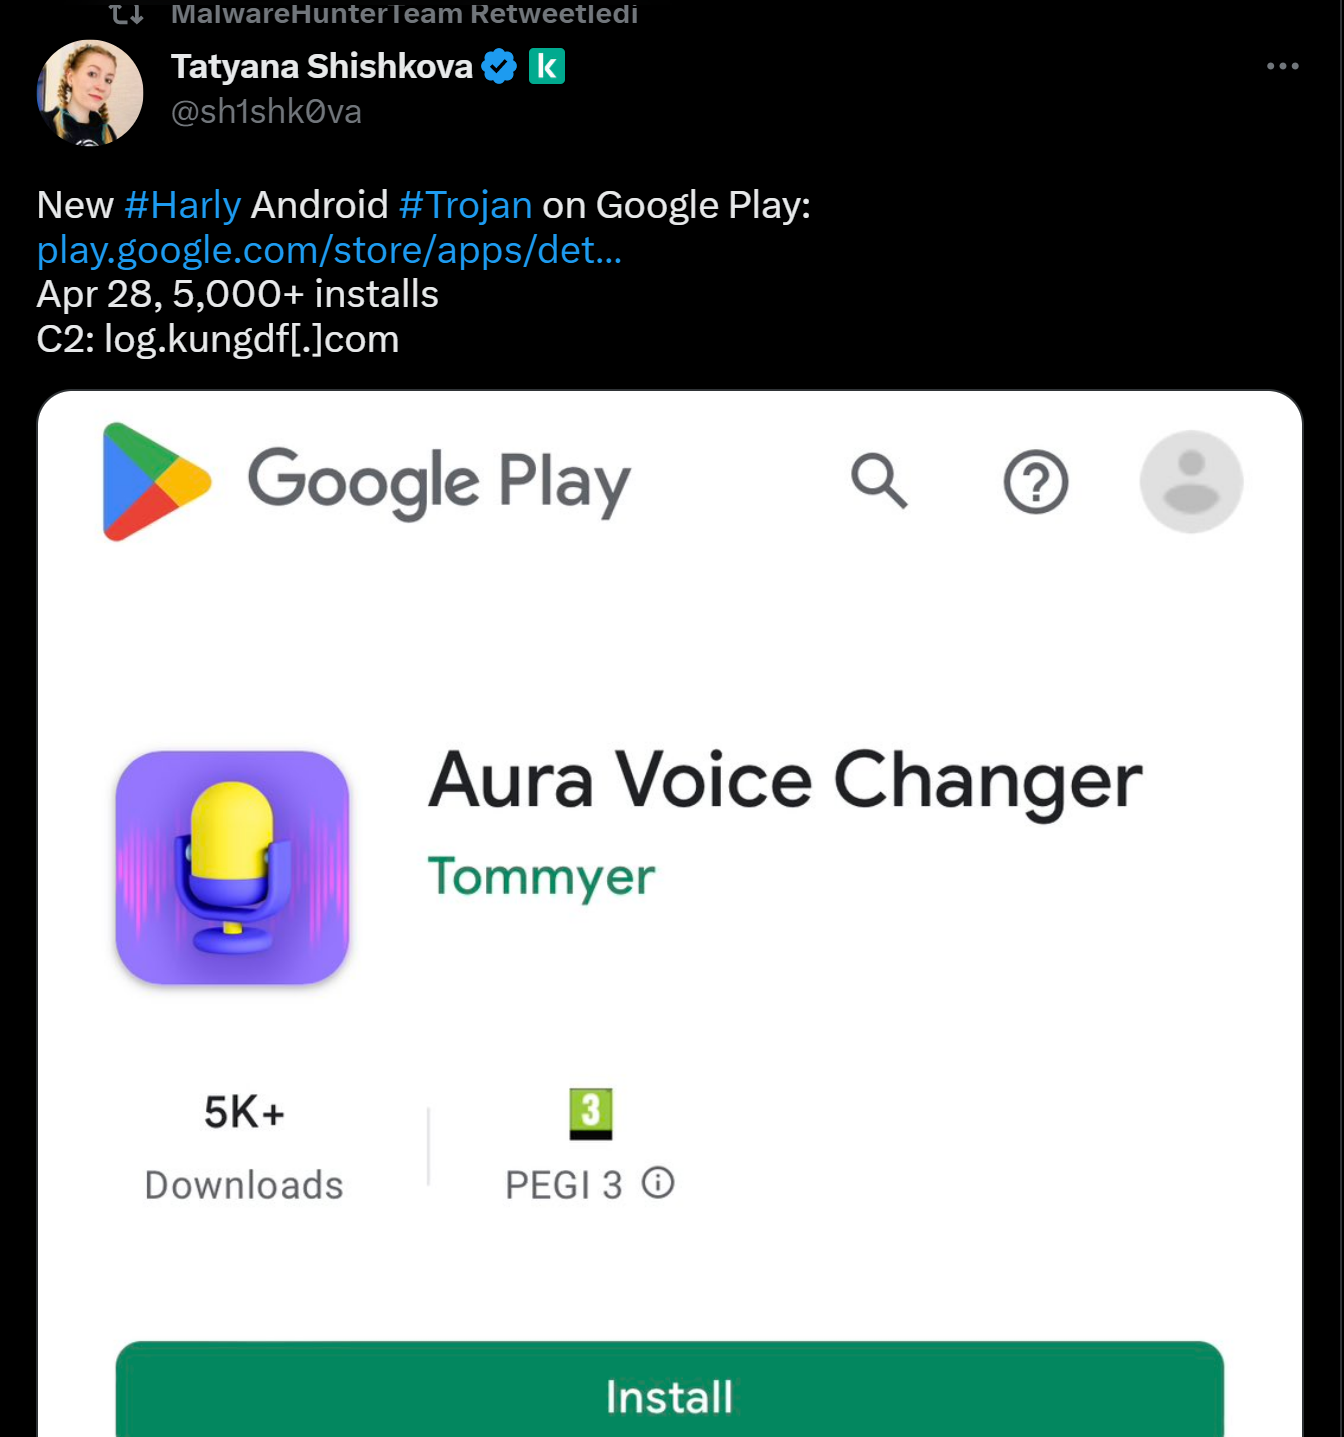 MalwareHunterTeam Retweetledi
Tatyana Shishkova
@sh1shk0va
New #Harly Android #Trojan on Google Play:
play.google.com/store/apps/det...
Apr 28, 5,000+ installs
C2: log.kungdf[.]com
Google Play
Aura Voice Changer
Tommyer
5K+
3
Downloads
PEGI 3
Install